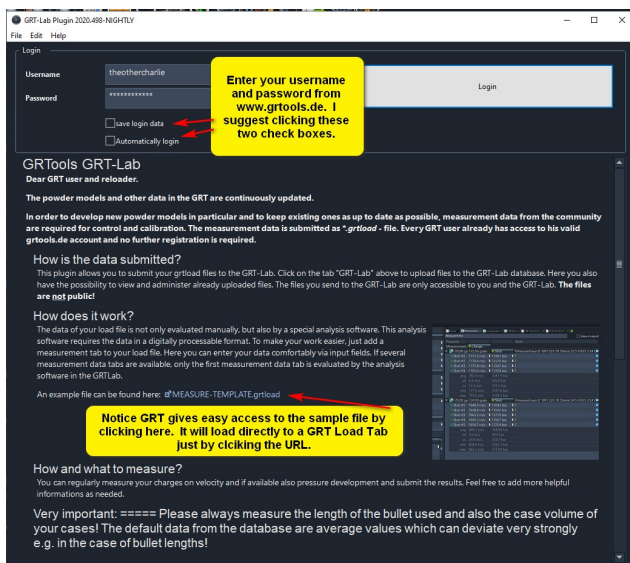 GRT-Lab Plugin 2020.498-NIGHTLY
File Edit Help
Login
Username
theothercharlie
Password
************
save login data
Automatically login
Login
Enter your username
and password from
www.grtools.de. I
suggest clicking these
two check boxes.
GRTools GRT-Lab
Dear GRT user and reloader.
The powder models and other data in the GRT are continuously updated.
In order to develop new powder models in particular and to keep existing ones as up to date as possible, measurement data from the community
are required for control and calibration. The measurement data is submitted as *.grtload - file. Every GRT user already has access to his valid
grtools.de account and no further registration is required.
How is the data submitted?
This plugin allows you to submit your grtload files to the GRT-Lab. Click on the tab "GRT-Lab" above to upload files to the GRT-Lab database. Here you also
have the possibility to view and administer already uploaded files. The files you send to the GRT-Lab are only accessible to you and the GRT-Lab. The files
are not public!
How does it work?
The data of your load file is not only evaluated manually, but also by a special analysis software. This analysis
software requires the data in a digitally processable format. To make your work easier, just add a
measurement tab to your load file. Here you can enter your data comfortably via input fields. If several
measurement data tabs are available, only the first measurement data tab is evaluated by the analysis
software in the GRTLab.
An example file can be found here: MEASURE-TEMPLATE.grtload
Notice GRT gives easy access to the sample file by
clicking here. It will load directly to a GRT Load Tab
just by clciking the URL.
How and what to measure?
You can regularly measure your charges on velocity and if available also pressure development and submit the results. Feel free to add more helpful
informations as needed.
Very important: ===== Please always measure the length of the bullet used and also the case volume of
your cases! The default data from the database are average values which can deviate very strongly
e.g. in the case of bullet lengths!